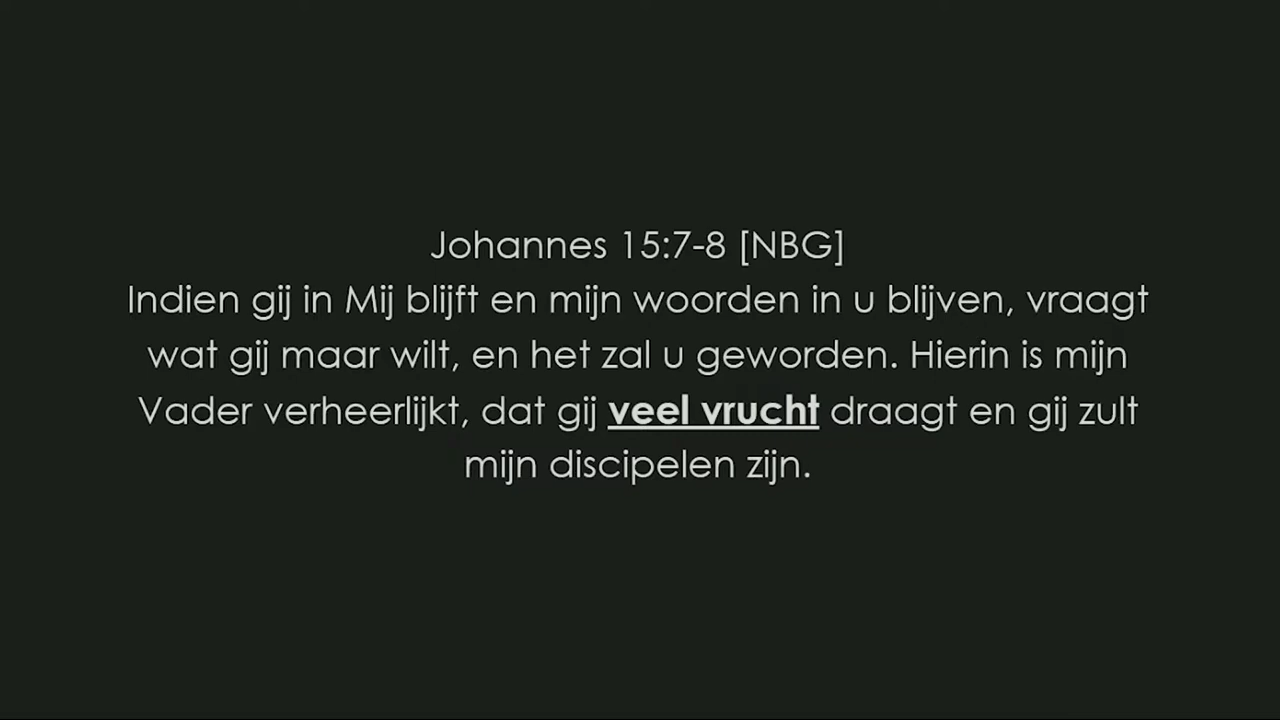 Johannes 15:7-8 [NBG]
Indien gij in Mij blijft en mijn woorden in u blijven, vraagt
wat gij maar wilt, en het zal u geworden. Hierin is mijn
Vader verheerlijkt, dat gij veel vrucht draagt en gij zult
mijn discipelen zijn.